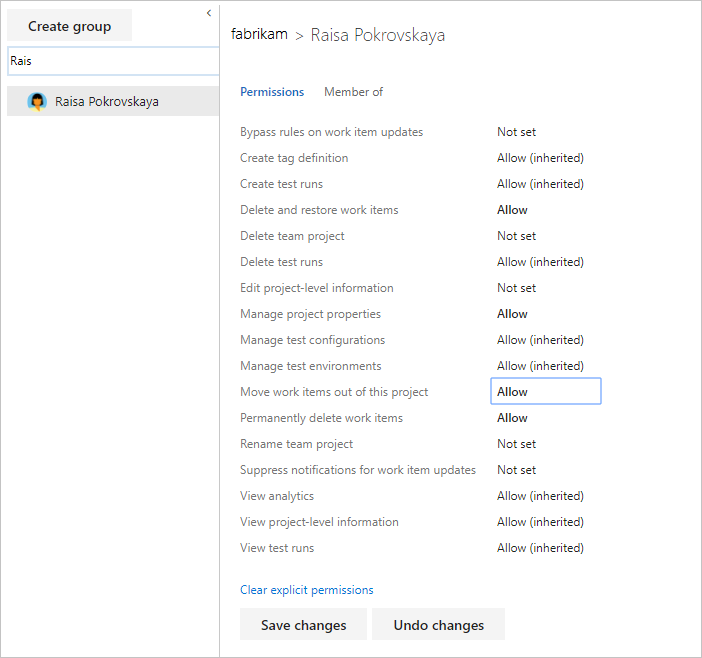 Create group
<
Rais
Raisa Pokrovskaya
fabrikam > Raisa Pokrovskaya
Permissions Member of
Bypass rules on work item updates Not set
Create tag definition Allow (inherited)
Create test runs Allow (inherited)
Delete and restore work items Allow
Delete team project Not set
Delete test runs Allow (inherited)
Edit project-level information Not set
Manage project properties Allow
Manage test configurations Allow (inherited)
Manage test environments Allow (inherited)
Move work items out of this project Allow
Permanently delete work items Allow
Rename team project Not set
Suppress notifications for work item updates Not set
View analytics Allow (inherited)
View project-level information Allow (inherited)
View test runs Allow (inherited)
Clear explicit permissions
Save changes Undo changes